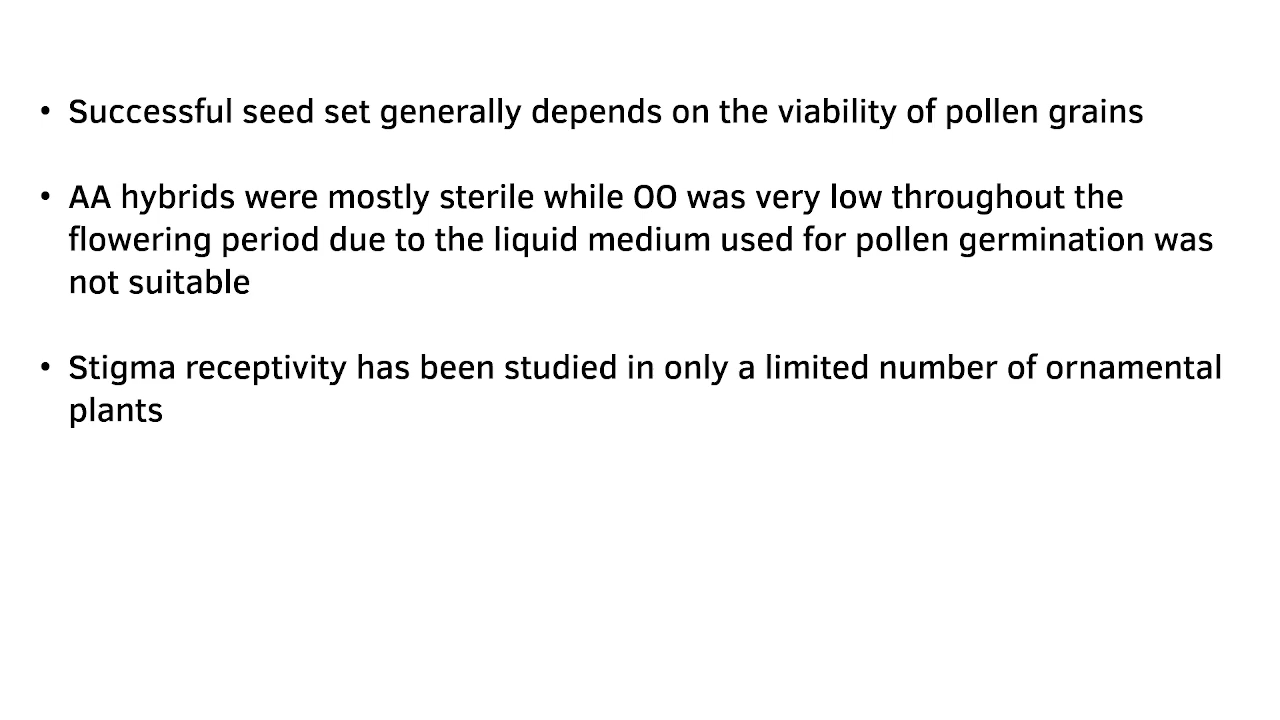 • Successful seed set generally depends on the viability of pollen grains
• AA hybrids were mostly sterile while OO was very low throughout the
flowering period due to the liquid medium used for pollen germination was
not suitable
• Stigma receptivity has been studied in only a limited number of ornamental
plants